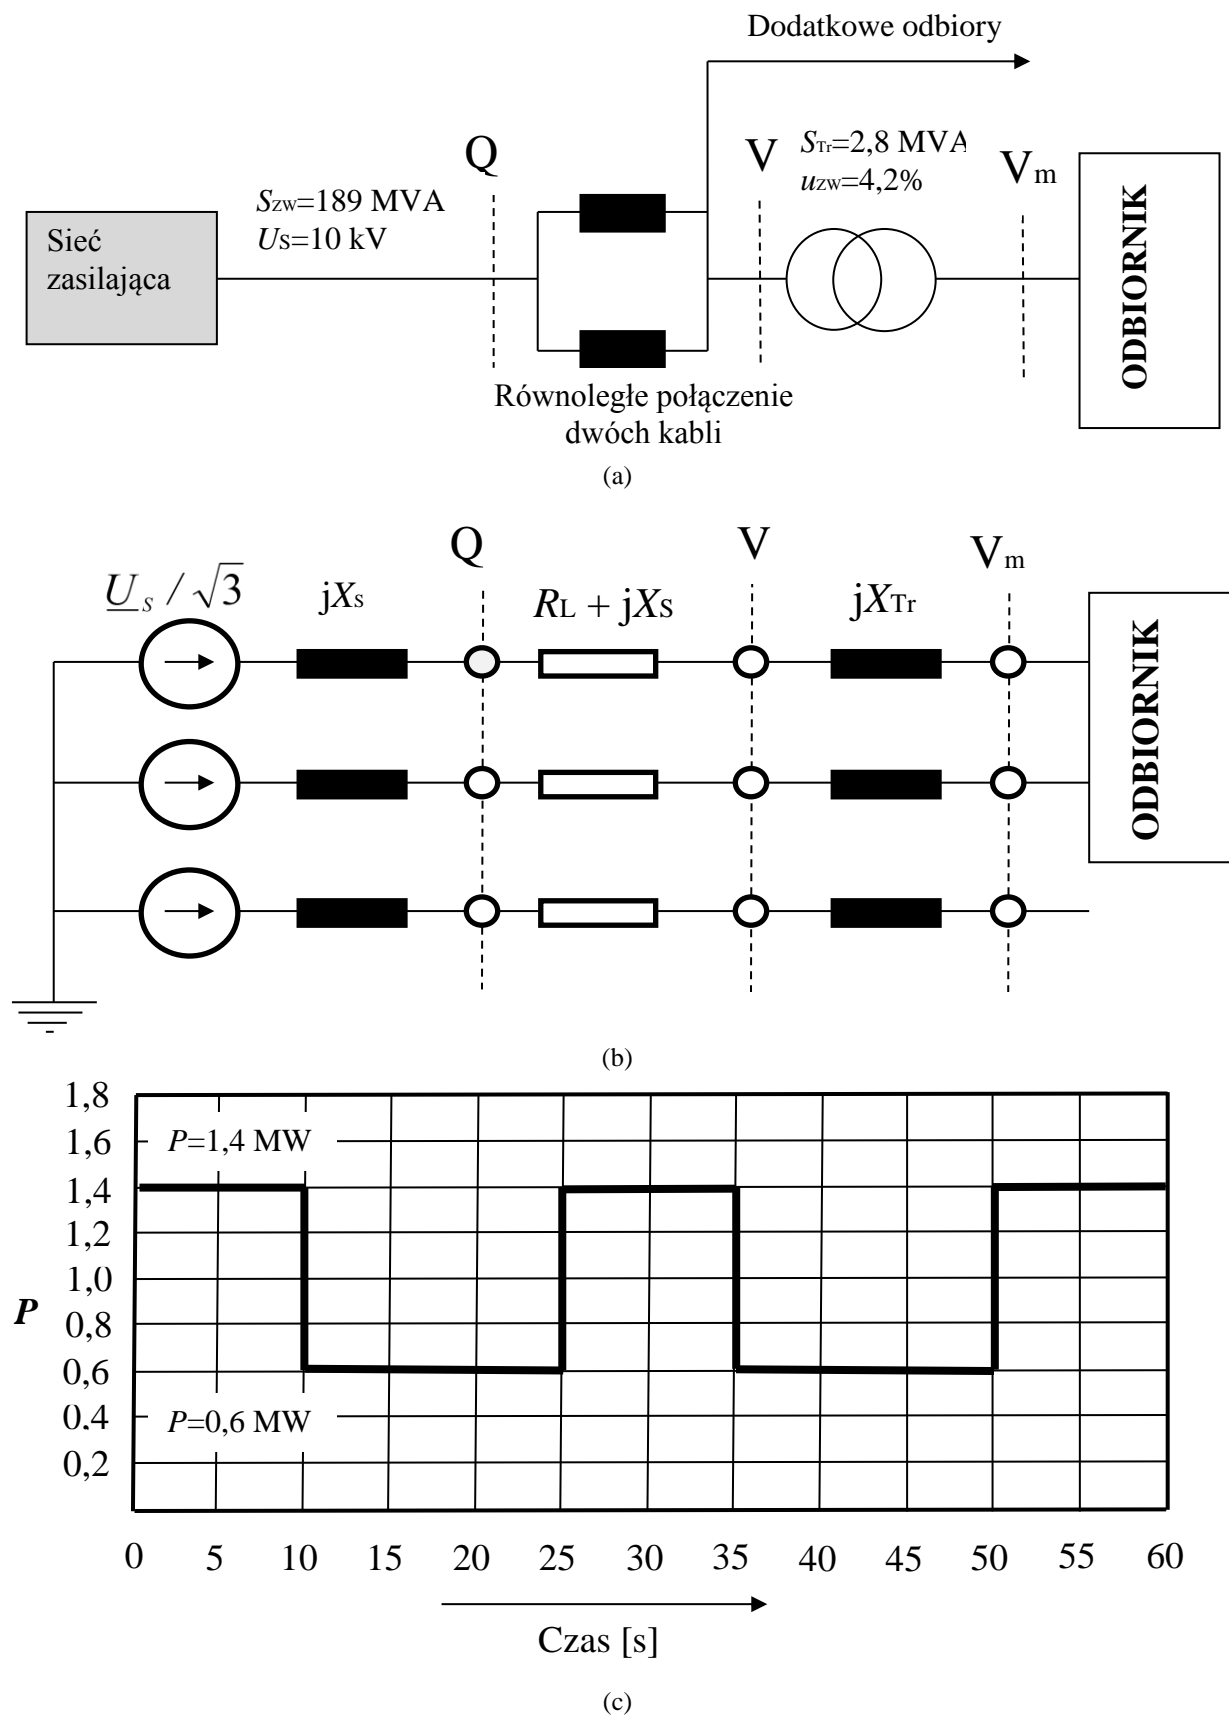 Dodatkowe odbiory
Q
V
STr=2,8 MVA
uzw=4,2%
Vm
Szw=189 MVA
US=10 kV
Sieć
zasilająca
ODBIORNIK
Równoległe połączenie
dwóch kabli
(a)
Q
V
Vm
U_S / √3
jXS
RL + jXS
jXTr
ODBIORNIK
(b)
1,8
1,6
P=1,4 MW
1,4
1,2
1,0
P
0,8
0,6
0,4
P=0,6 MW
0,2
0 5 10 15 20 25 30 35 40 45 50 55 60
Czas [s]
(c)